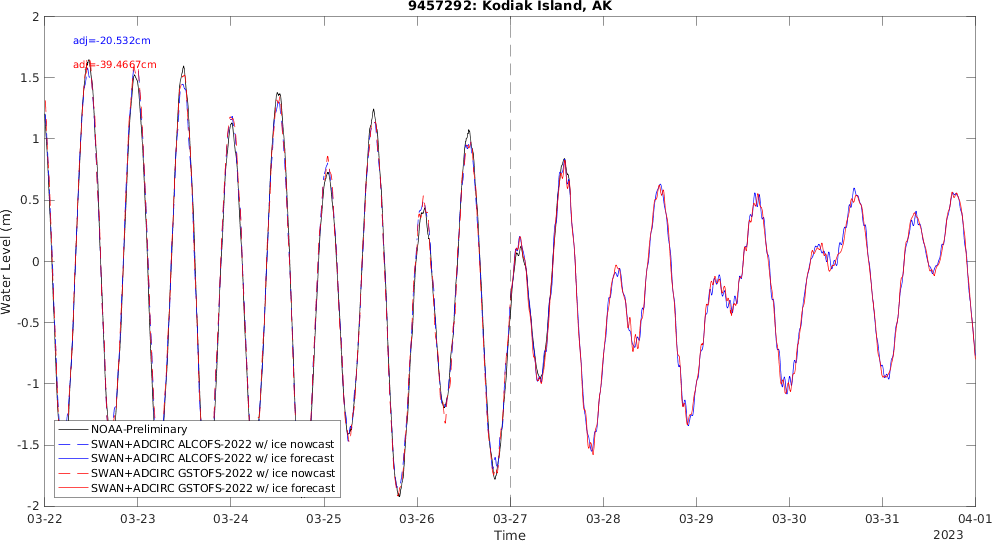 9457292: Kodiak Island, AK
2
1.5
1
0.5
0
-0.5
-1
-1.5
-2
Water Level (m)
adj=-20.532cm
adj=-39.4667cm
NOAA-Preliminary
SWAN+ADCIRC ALCOFS-2022 w/ ice nowcast
SWAN+ADCIRC ALCOFS-2022 w/ ice forecast
SWAN+ADCIRC GSTOFS-2022 w/ ice nowcast
SWAN+ADCIRC GSTOFS-2022 w/ ice forecast
03-22 03-23 03-24 03-25 03-26 03-27 03-28 03-29 03-30 03-31 04-01
Time
2023